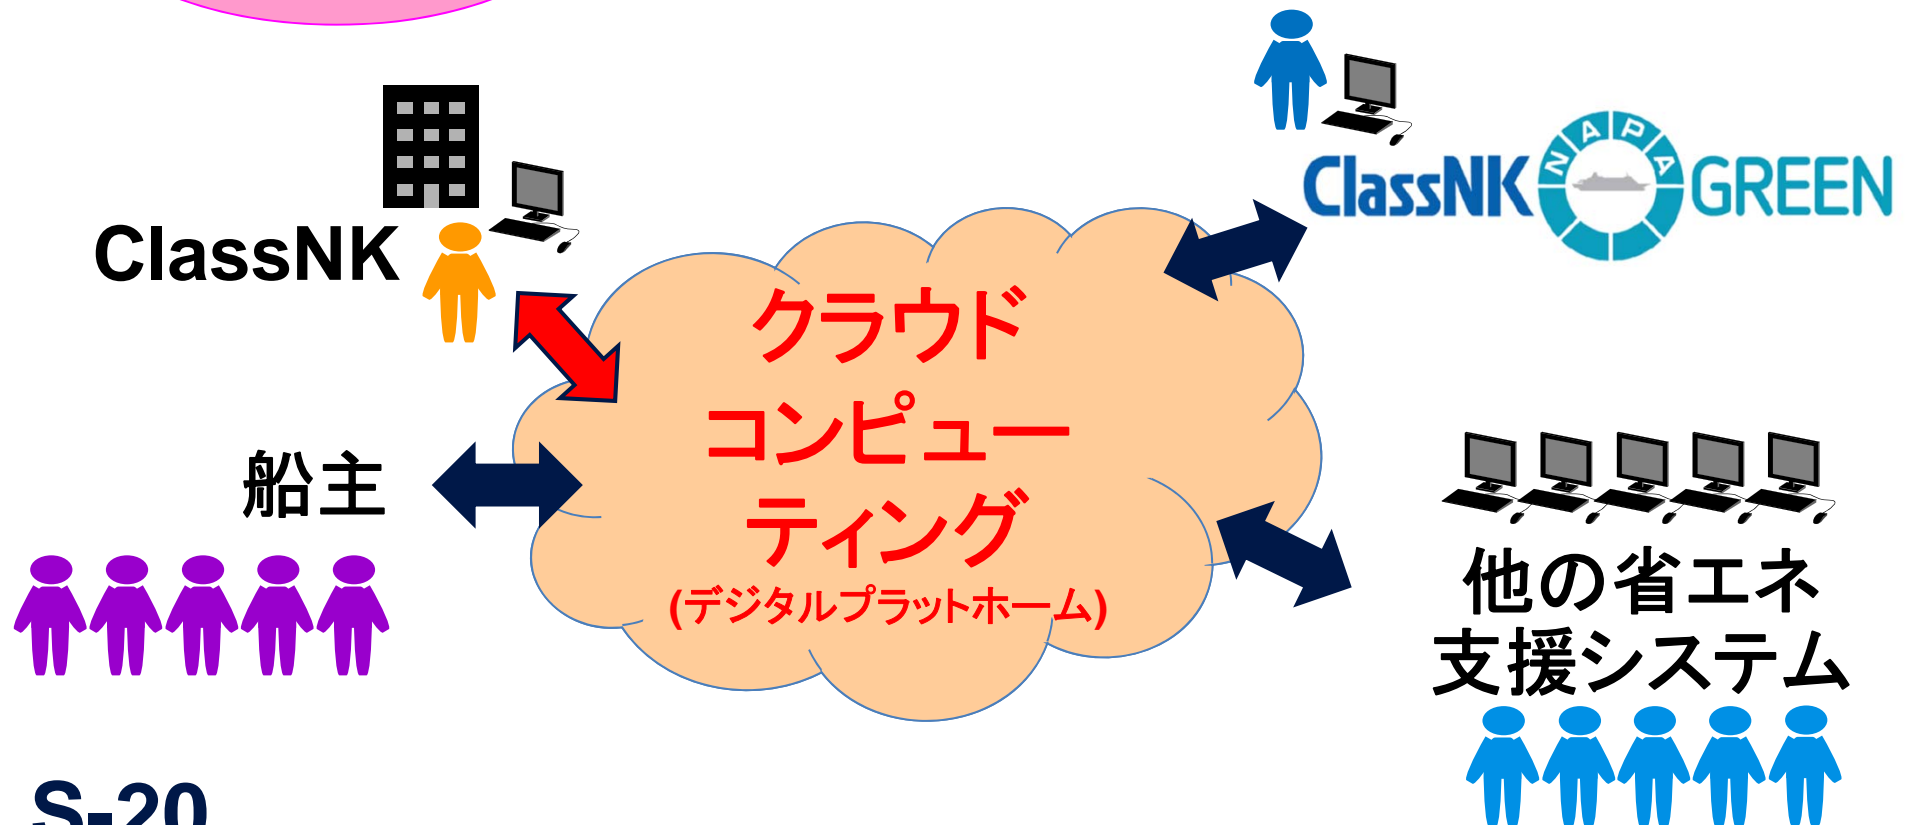 ClassNK NAPA GREEN
ClassNK
クラウド
コンピュー
ティング
(デジタルプラットホーム)
船主
他の省エネ
支援システム
S-20